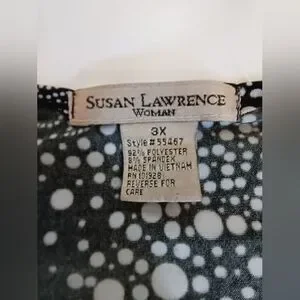 SUSAN LAWRENCE
WOMAN
3X
Style # 55467
92% POLYESTER
8% SPANDEX
MADE IN VIETNAM
RN 101928
REVERSE FOR
CARE